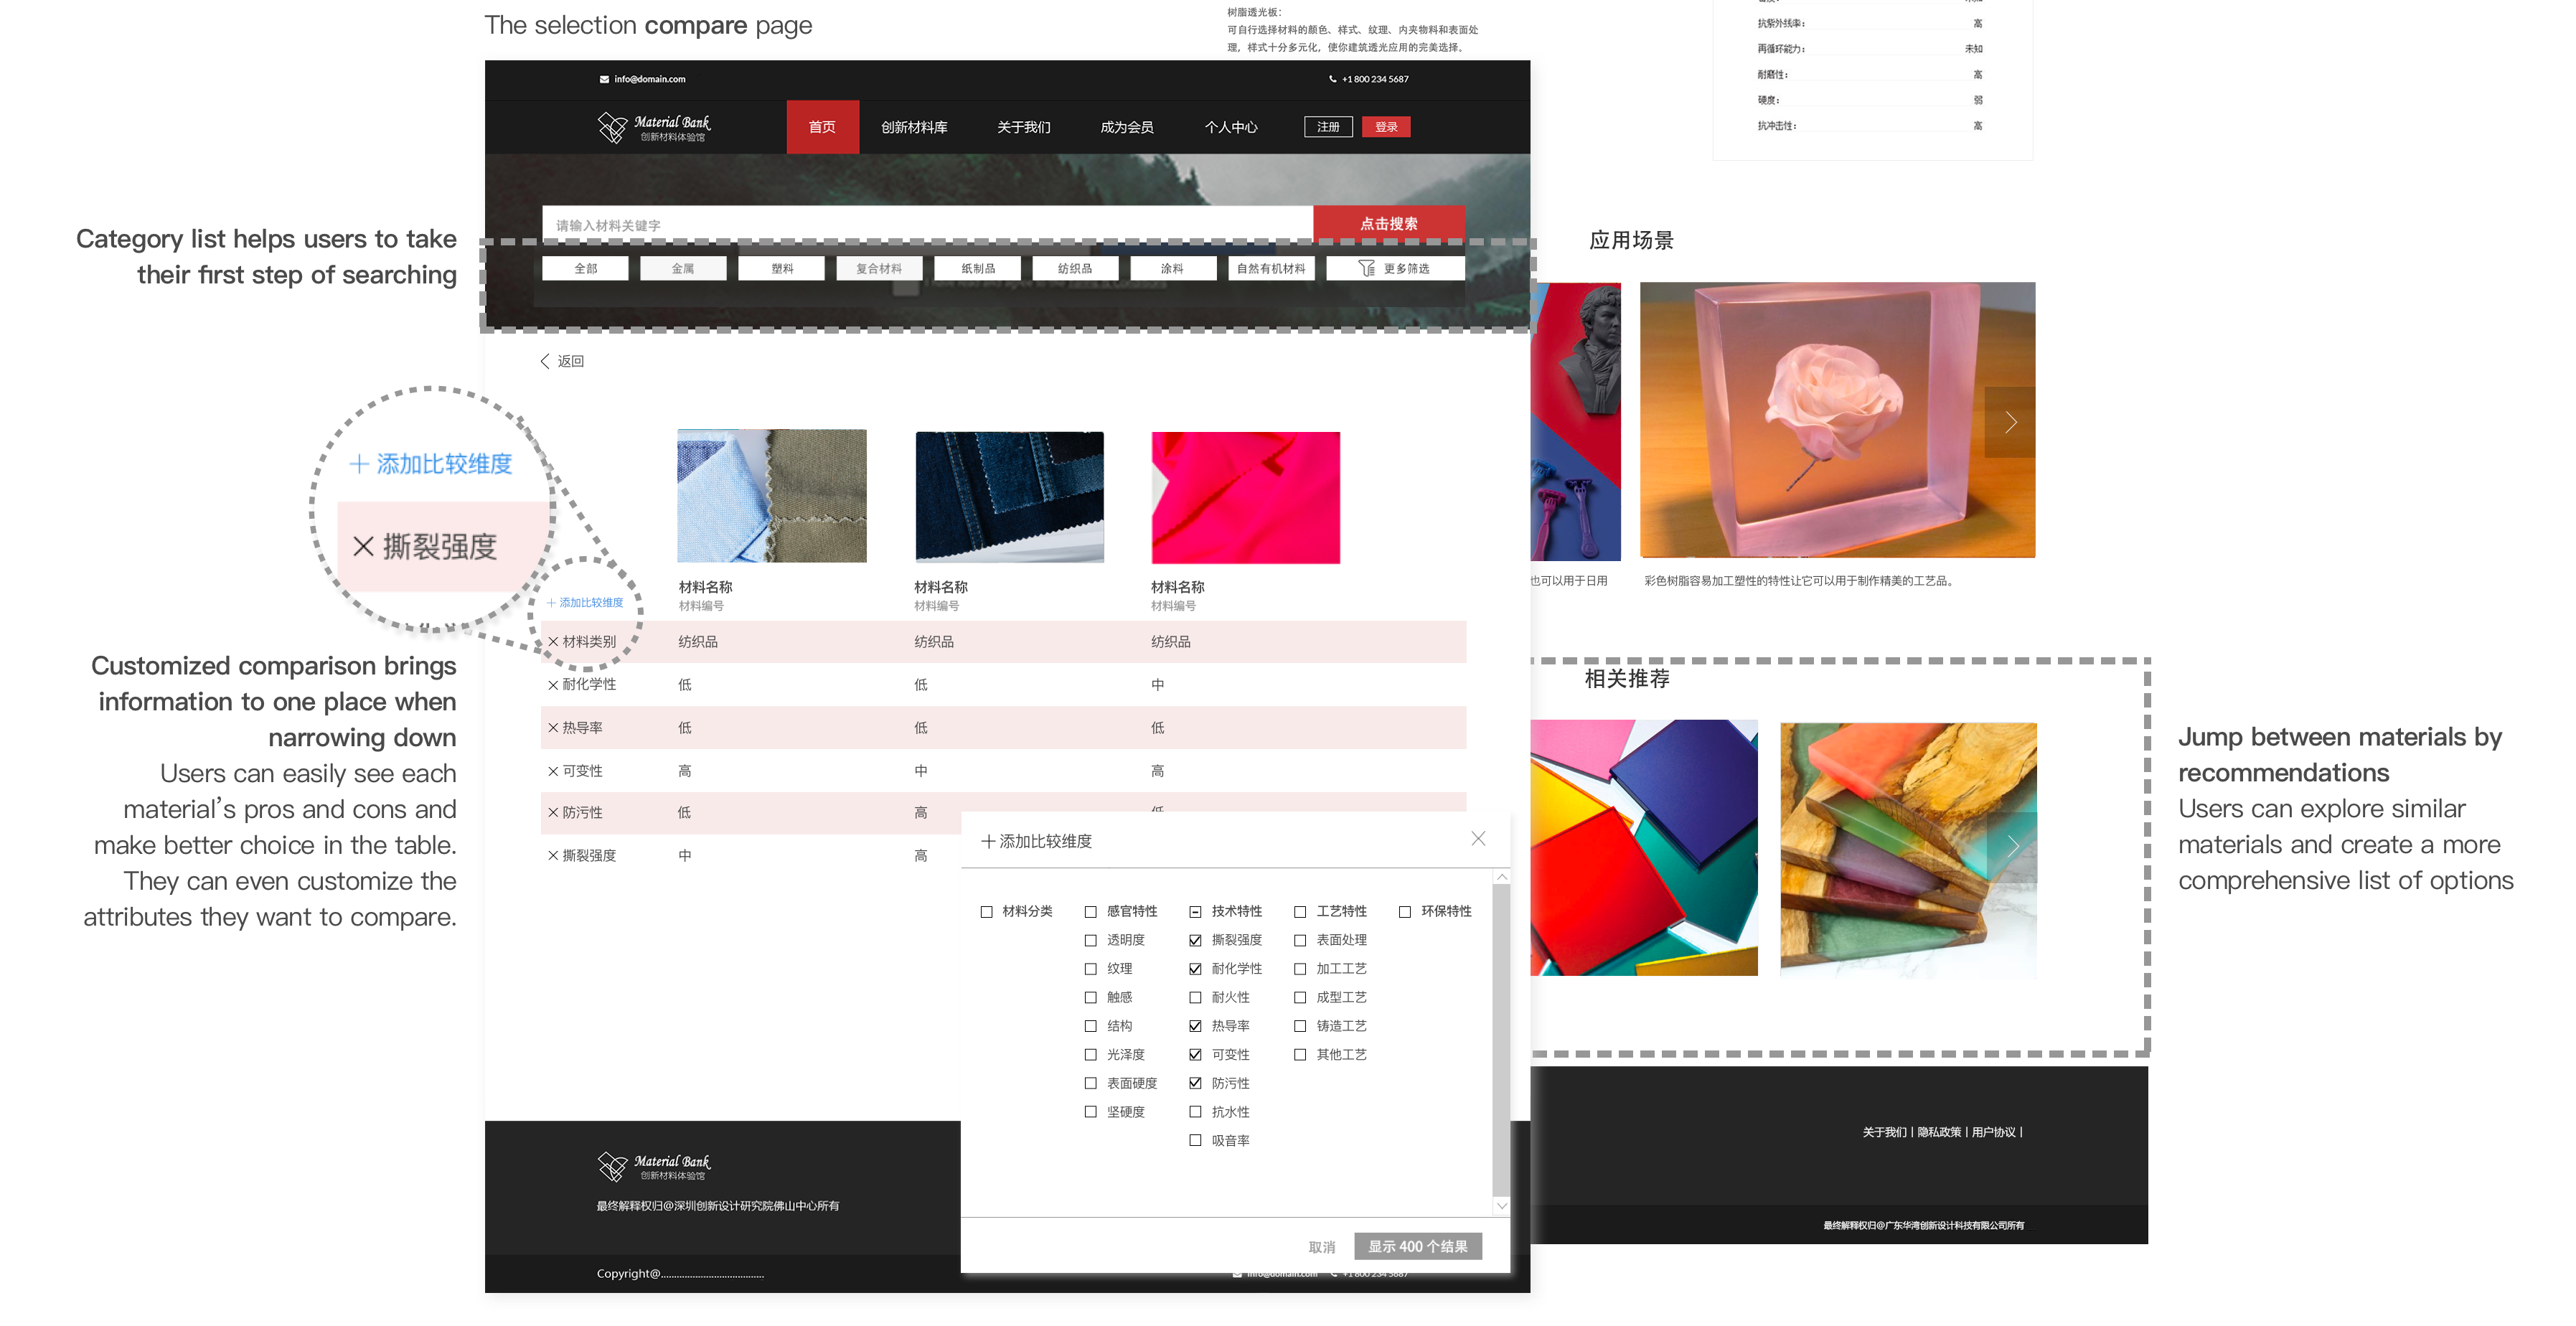 The selection compare page
树脂透光板：
可自行选择材料的颜色、样式、纹理、内夹物料和表面处
理，样式十分多元化，使你建筑透光应用的完美选择。
抗紫外线率： 高
再循环能力： 未知
耐磨性： 高
硬度： 弱
抗冲击性： 高
info@domain.com
+1 800 234 5687
Material Bank
创新材料体验馆
首页
创新材料库
关于我们
成为会员
个人中心
注册
登录
请输入材料关键字
点击搜索
Category list helps users to take
their first step of searching
全部
金属
塑料
复合材料
纸制品
纺织品
涂料
自然有机材料
更多筛选
返回
+ 添加比较维度
× 撕裂强度
材料名称
材料编号
材料名称
材料编号
材料名称
材料编号
+ 添加比较维度
× 材料类别 纺织品 纺织品 纺织品
× 耐化学性 低 低 中
× 热导率 低 低 低
× 可变性 高 中 高
× 防污性 低 高 低
× 撕裂强度 中 高
Customized comparison brings
information to one place when
narrowing down
Users can easily see each
material’s pros and cons and
make better choice in the table.
They can even customize the
attributes they want to compare.
+ 添加比较维度
材料分类
感官特性
透明度
纹理
触感
结构
光泽度
表面硬度
坚硬度
技术特性
撕裂强度
耐化学性
耐火性
热导率
可变性
防污性
抗水性
吸音率
工艺特性
表面处理
加工工艺
成型工艺
铸造工艺
其他工艺
环保特性
取消
显示 400 个结果
Material Bank
创新材料体验馆
最终解释权归@深圳创新设计研究院佛山中心所有
Copyright@....................................
info@domain.com
+1 800 234 5687
应用场景
也可以用于日用
彩色树脂容易加工塑性的特性让它可以用于制作精美的工艺品。
相关推荐
Jump between materials by
recommendations
Users can explore similar
materials and create a more
comprehensive list of options
关于我们 | 隐私政策 | 用户协议 |
最终解释权归@广东华湾创新设计科技有限公司所有